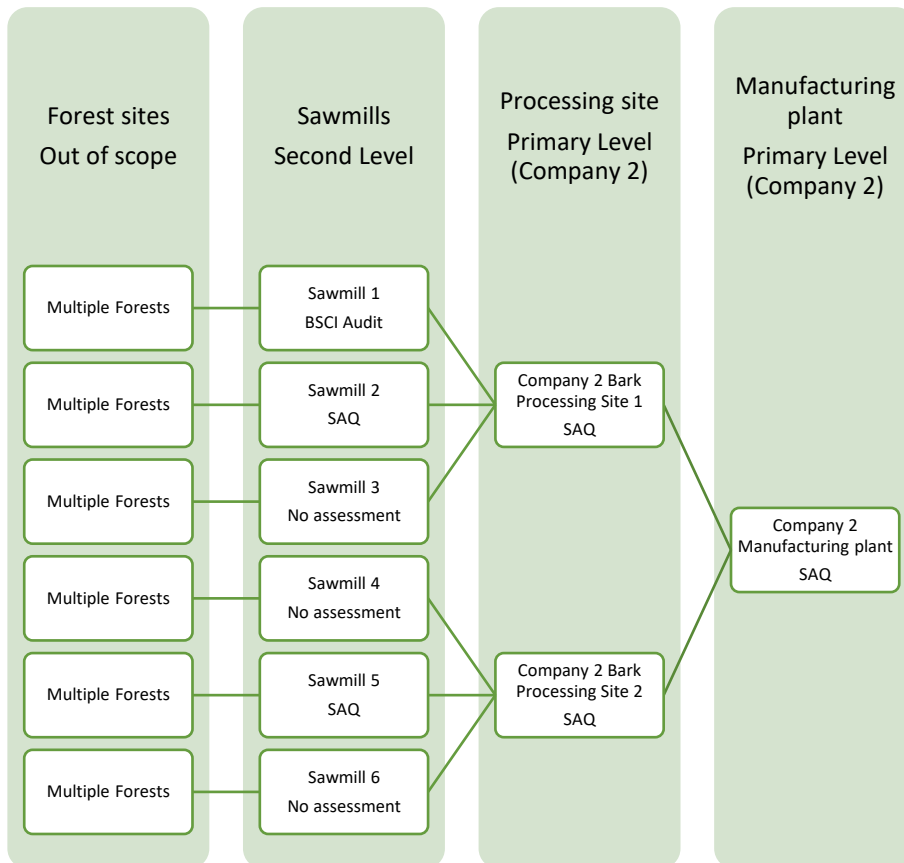 Forest sites
Out of scope
Sawmills
Second Level
Processing site
Primary Level
(Company 2)
Manufacturing
plant
Primary Level
(Company 2)
Multiple Forests
Sawmill 1
BSCI Audit
Multiple Forests
Sawmill 2
SAQ
Multiple Forests
Sawmill 3
No assessment
Multiple Forests
Sawmill 4
No assessment
Multiple Forests
Sawmill 5
SAQ
Multiple Forests
Sawmill 6
No assessment
Company 2 Bark
Processing Site 1
SAQ
Company 2 Bark
Processing Site 2
SAQ
Company 2
Manufacturing plant
SAQ